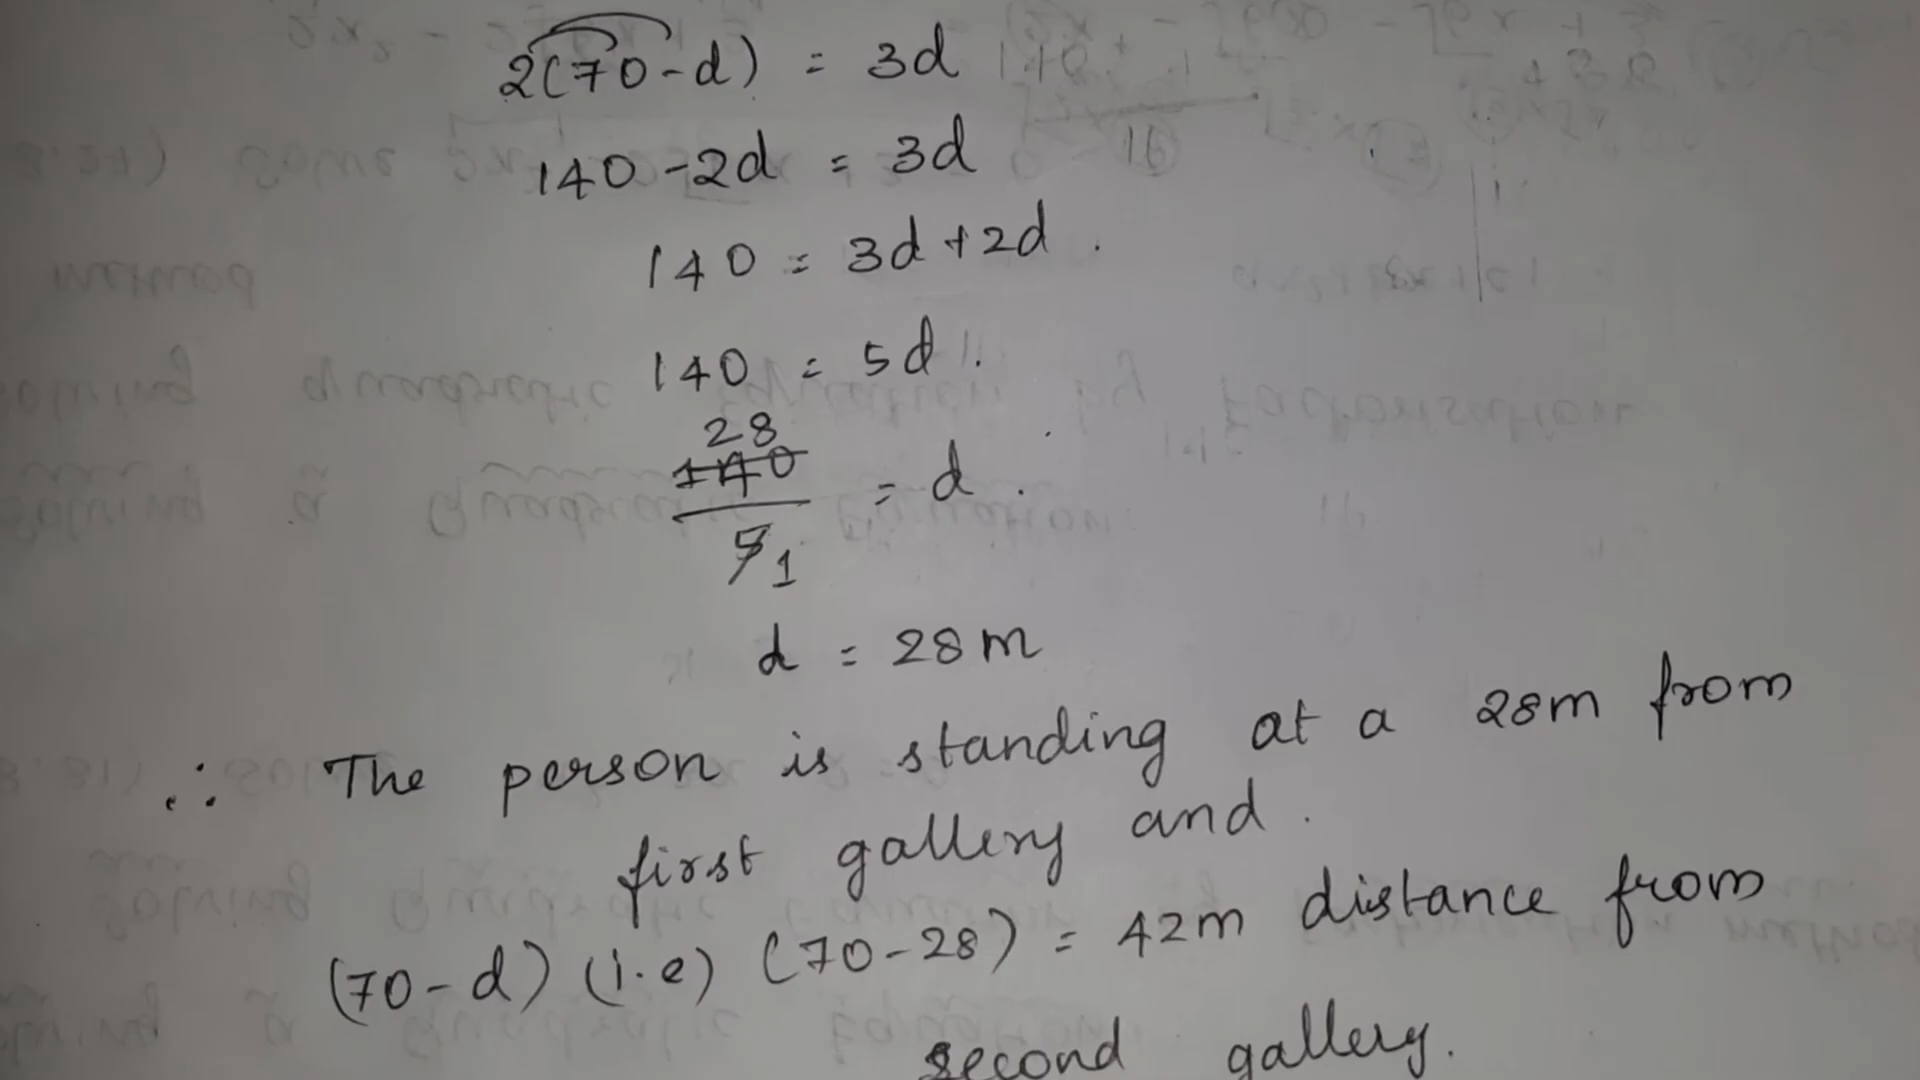 2(70-d) = 3d
140-2d = 3d
140 = 3d+2d.
140 = 5d.
28
140
5 1
= d.
d = 28m
∴ The person is standing at a 28m from
first gallery and.
(70-d) (i.e) (70-28) = 42m distance from
second gallery.